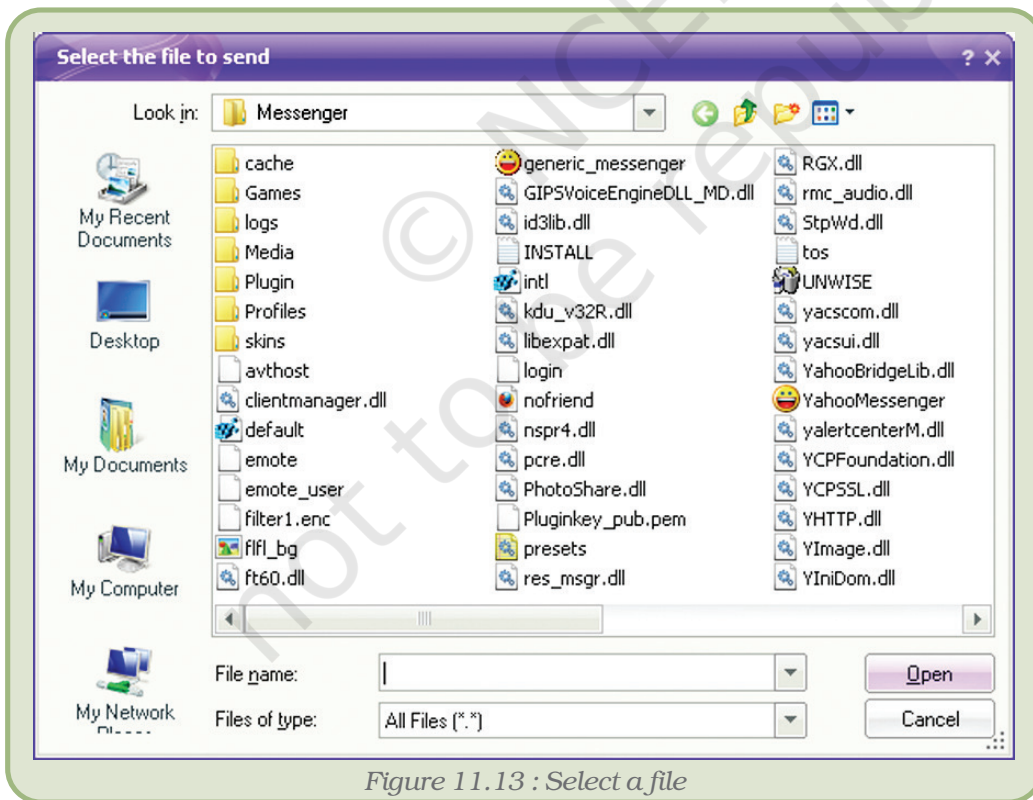 Select the file to send
? ×
Look in: Messenger
My Recent Documents
Desktop
My Documents
My Computer
My Network
cache
Games
logs
Media
Plugin
Profiles
skins
avthost
clientmanager.dll
default
emote
emote_user
filter1.enc
flfl_bg
ft60.dll
generic_messenger
GIPSVoiceEngineDLL_MD.dll
id3lib.dll
INSTALL
intl
kdu_v32R.dll
libexpat.dll
login
nofriend
nspr4.dll
pcre.dll
PhotoShare.dll
Pluginkey_pub.pem
presets
res_msgr.dll
RGX.dll
rmc_audio.dll
StpWd.dll
tos
UNWISE
yacscom.dll
yacsui.dll
YahooBridgeLib.dll
YahooMessenger
yalertcenterM.dll
YCPFoundation.dll
YCPSSL.dll
YHTTP.dll
YImage.dll
YIniDom.dll
File name:
Open
Files of type: All Files (*.*)
Cancel
Figure 11.13 : Select a file
©
not to be